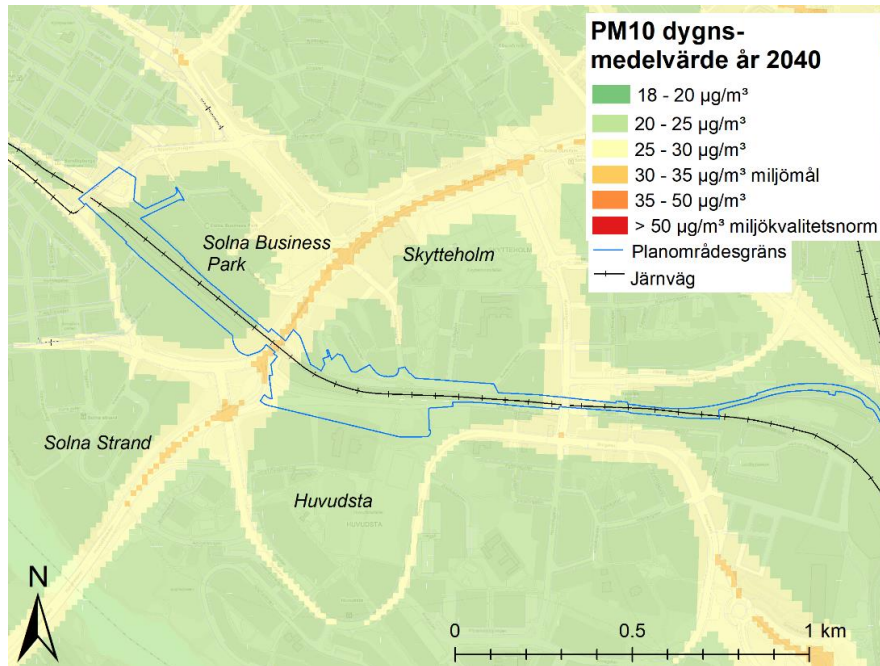 PM10 dygns-
medelvärde år 2040
18 - 20 µg/m³
20 - 25 µg/m³
25 - 30 µg/m³
30 - 35 µg/m³ miljömål
35 - 50 µg/m³
> 50 µg/m³ miljökvalitetsnorm
Planområdesgräns
Järnväg
Solna Business
Park
Skytteholm
Solna Strand
Huvudsta
HUVUDSTA
N
0 0.5 1 km